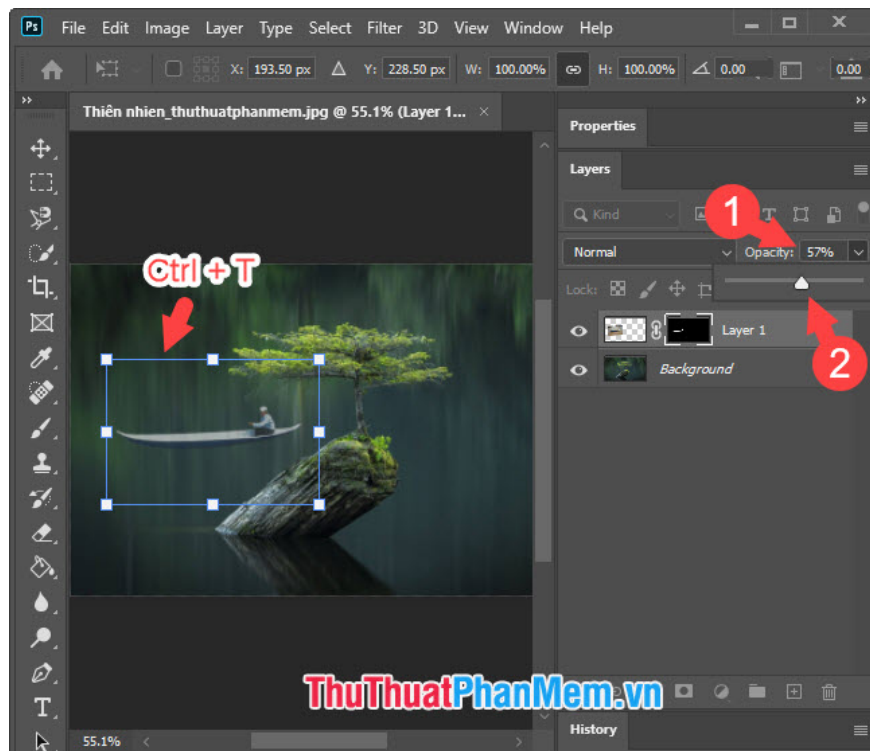 Ps File Edit Image Layer Type Select Filter 3D View Window Help
X: 193.50 px Y: 228.50 px W: 100.00% H: 100.00% 0.00 0.00
Thiên nhien_thuthuatphanmem.jpg @ 55.1% (Layer 1... ×
Properties
Layers
Kind
1
Normal Opacity: 57%
Ctrl + T
Lock:
Layer 1
2
Background
ThuThuatPhanMem.vn
History
55.1%